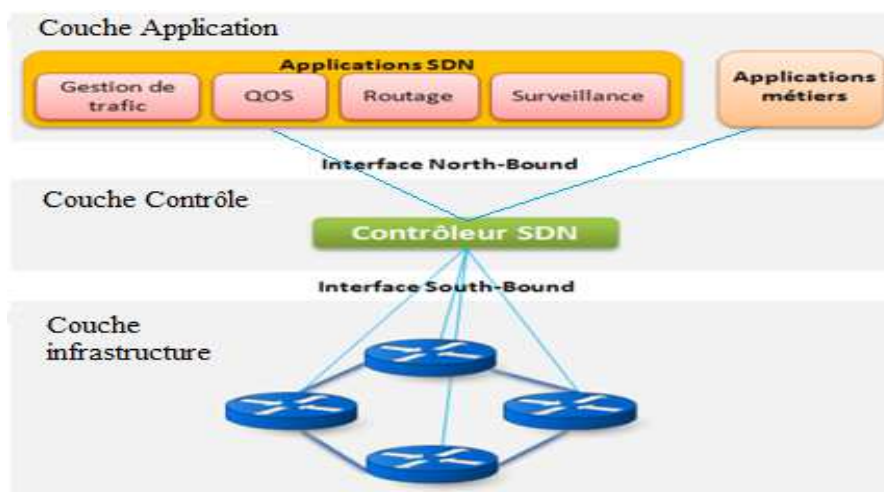 Couche Application
Applications SDN
Gestion de
trafic
QOS
Routage
Surveillance
Applications
métiers
Interface North-Bound
Couche Contrôle
Contrôleur SDN
Interface South-Bound
Couche
infrastructure